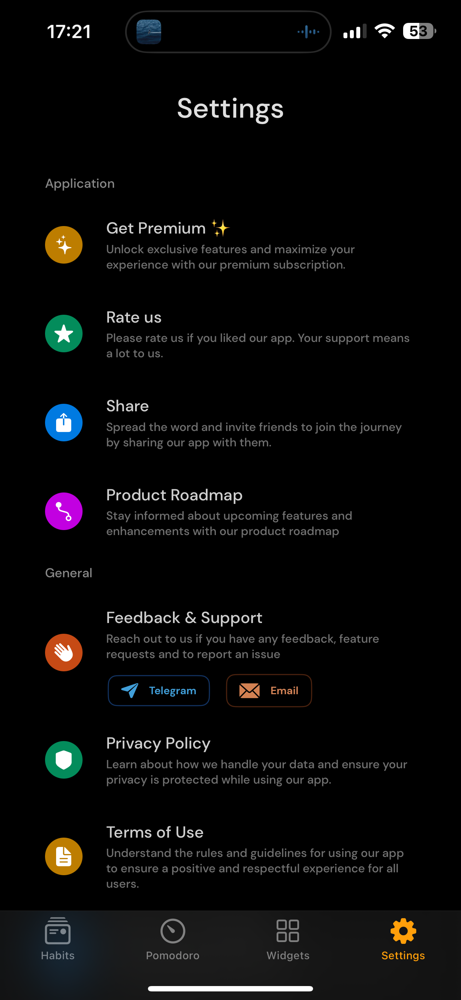 17:21
53
Settings
Application
Get Premium ✨
Unlock exclusive features and maximize your
experience with our premium subscription.
Rate us
Please rate us if you liked our app. Your support means
a lot to us.
Share
Spread the word and invite friends to join the journey
by sharing our app with them.
Product Roadmap
Stay informed about upcoming features and
enhancements with our product roadmap
General
Feedback & Support
Reach out to us if you have any feedback, feature
requests and to report an issue
Telegram
Email
Privacy Policy
Learn about how we handle your data and ensure your
privacy is protected while using our app.
Terms of Use
Understand the rules and guidelines for using our app
to ensure a positive and respectful experience for all
users.
Habits
Pomodoro
Widgets
Settings